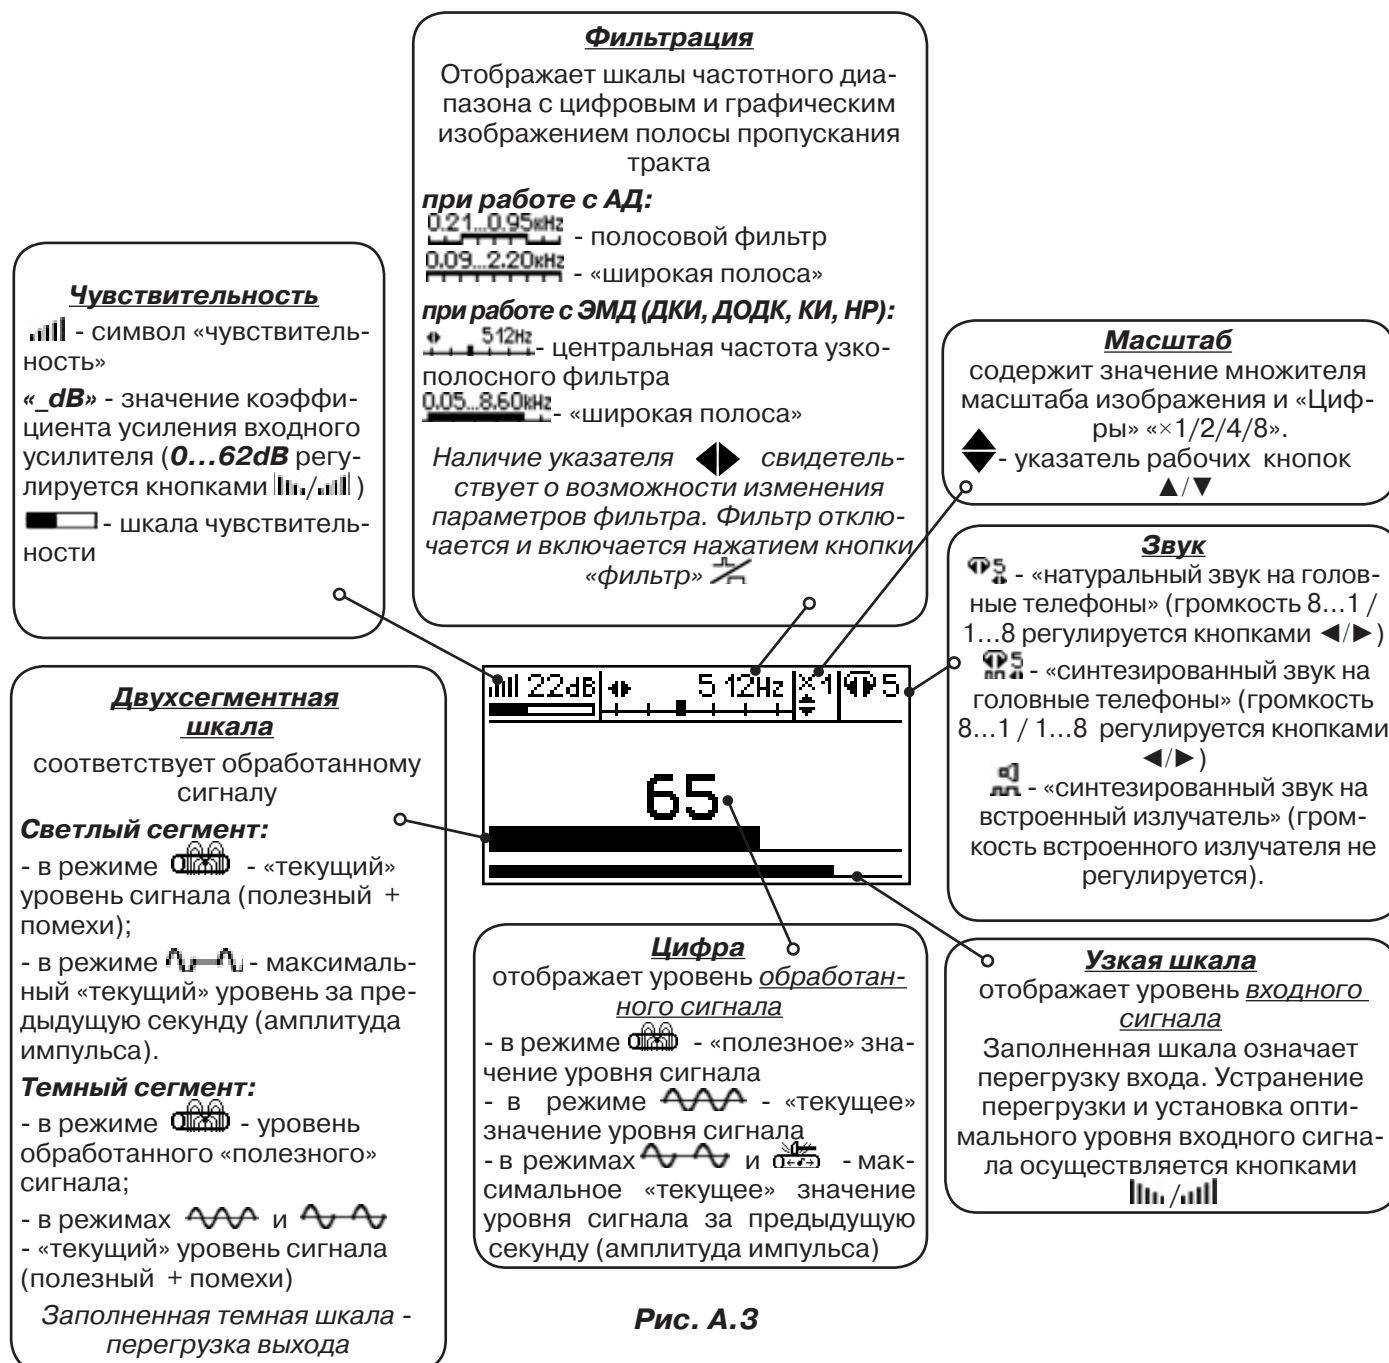 Фильтрация
Отображает шкалы частотного диа-
пазона с цифровым и графическим
изображением полосы пропускания
тракта
при работе с АД:
0.21...0.95кHz
- полосовой фильтр
0.09...2.20кHz
- «широкая полоса»
при работе с ЭМД (ДКИ, ДОДК, КИ, НР):
512Hz
- центральная частота узко-
полосного фильтра
0.05...8.60кHz
- «широкая полоса»
Наличие указателя ◀▶ свидетель-
ствует о возможности изменения
параметров фильтра. Фильтр отклю-
чается и включается нажатием кнопки
«фильтр»
Чувствительность
- символ «чувствитель-
ность»
«_dB» - значение коэффи-
циента усиления входного
усилителя (0...62dB регу-
лируется кнопками / )
- шкала чувствитель-
ности
Масштаб
содержит значение множителя
масштаба изображения и «Циф-
ры» «×1/2/4/8».
- указатель рабочих кнопок
▲/▼
Звук
5 - «натуральный звук на голов-
ные телефоны» (громкость 8...1 /
1...8 регулируется кнопками ◄/►)
5 - «синтезированный звук на
головные телефоны» (громкость
8...1 / 1...8 регулируется кнопками
◄/►)
- «синтезированный звук на
встроенный излучатель» (гром-
кость встроенного излучателя не
регулируется).
22dB 512Hz ×1 5
65
Двухсегментная
шкала
соответствует обработанному
сигналу
Светлый сегмент:
- в режиме - «текущий»
уровень сигнала (полезный +
помехи);
- в режиме - максималь-
ный «текущий» уровень за пре-
дыдущую секунду (амплитуда
импульса).
Темный сегмент:
- в режиме - уровень
обработанного «полезного»
сигнала;
- в режимах и
- «текущий» уровень сигнала
(полезный + помехи)
Заполненная темная шкала -
перегрузка выхода
Цифра
отображает уровень обработан-
ного сигнала
- в режиме - «полезное» зна-
чение уровня сигнала
- в режиме - «текущее»
значение уровня сигнала
- в режимах и - мак-
симальное «текущее» значение
уровня сигнала за предыдущую
секунду (амплитуда импульса)
Узкая шкала
отображает уровень входного
сигнала
Заполненная шкала означает
перегрузку входа. Устранение
перегрузки и установка опти-
мального уровня входного сигна-
ла осуществляется кнопками
/
Рис. А.3